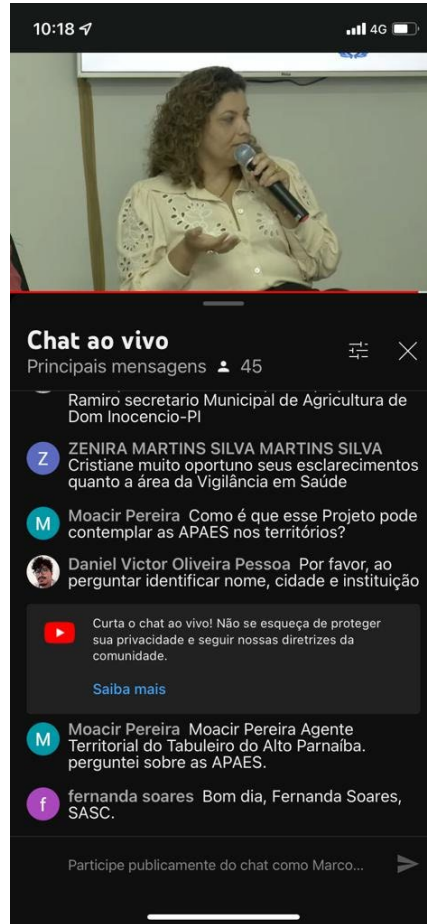 10:18
4G
Chat ao vivo
Principais mensagens 45
Ramiro secretario Municipal de Agricultura de
Dom Inocencio-PI
Z
ZENIRA MARTINS SILVA MARTINS SILVA
Cristiane muito oportuno seus esclarecimentos
quanto a área da Vigilância em Saúde
M
Moacir Pereira Como é que esse Projeto pode
contemplar as APAES nos territórios?
Daniel Victor Oliveira Pessoa Por favor, ao
perguntar identificar nome, cidade e instituição
Curta o chat ao vivo! Não se esqueça de proteger
sua privacidade e seguir nossas diretrizes da
comunidade.
Saiba mais
M
Moacir Pereira Moacir Pereira Agente
Territorial do Tabuleiro do Alto Parnaíba.
perguntei sobre as APAES.
f
fernanda soares Bom dia, Fernanda Soares,
SASC.
Participe publicamente do chat como Marco...